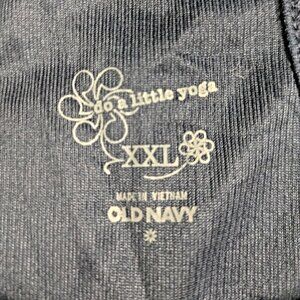 do a little yoga
XXL
MADE IN VIETNAM
OLD NAVY